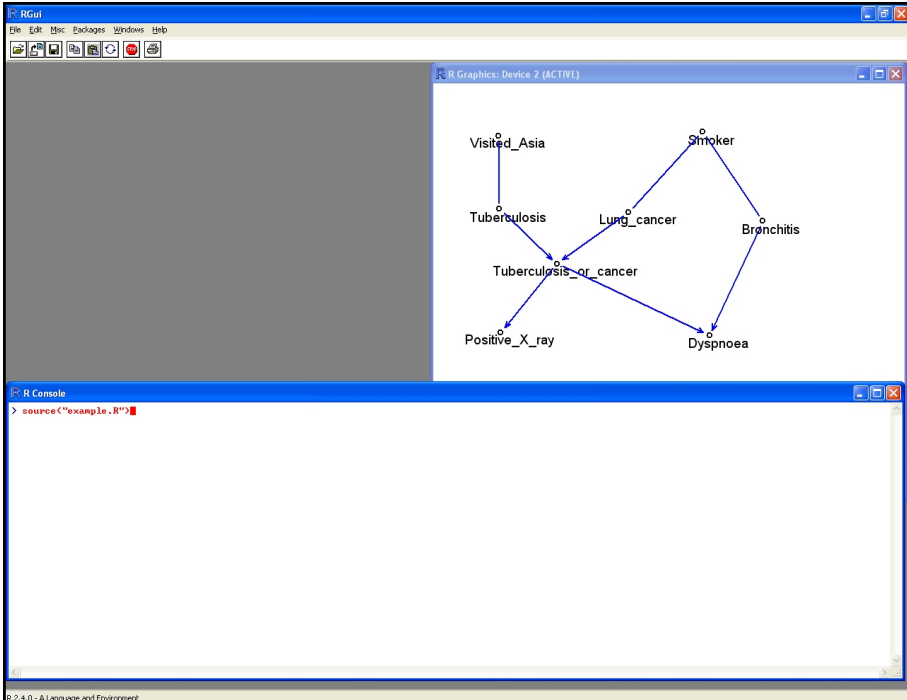 RGui
File Edit Misc Packages Windows Help
STOP
R Graphics: Device 2 (ACTIVE)
Visited_Asia
Smoker
Tuberculosis
Lung_cancer
Bronchitis
Tuberculosis_or_cancer
Positive_X_ray
Dyspnoea
R Console
> source("example.R")
R 2.4.0 - A Language and Environment